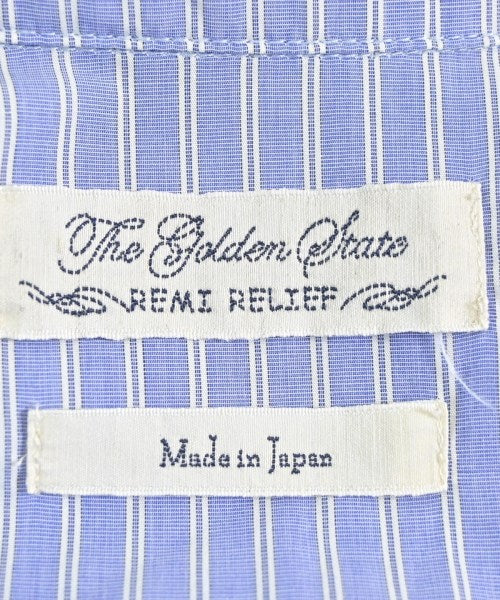 The Golden State
REMI RELIEF
Made in Japan